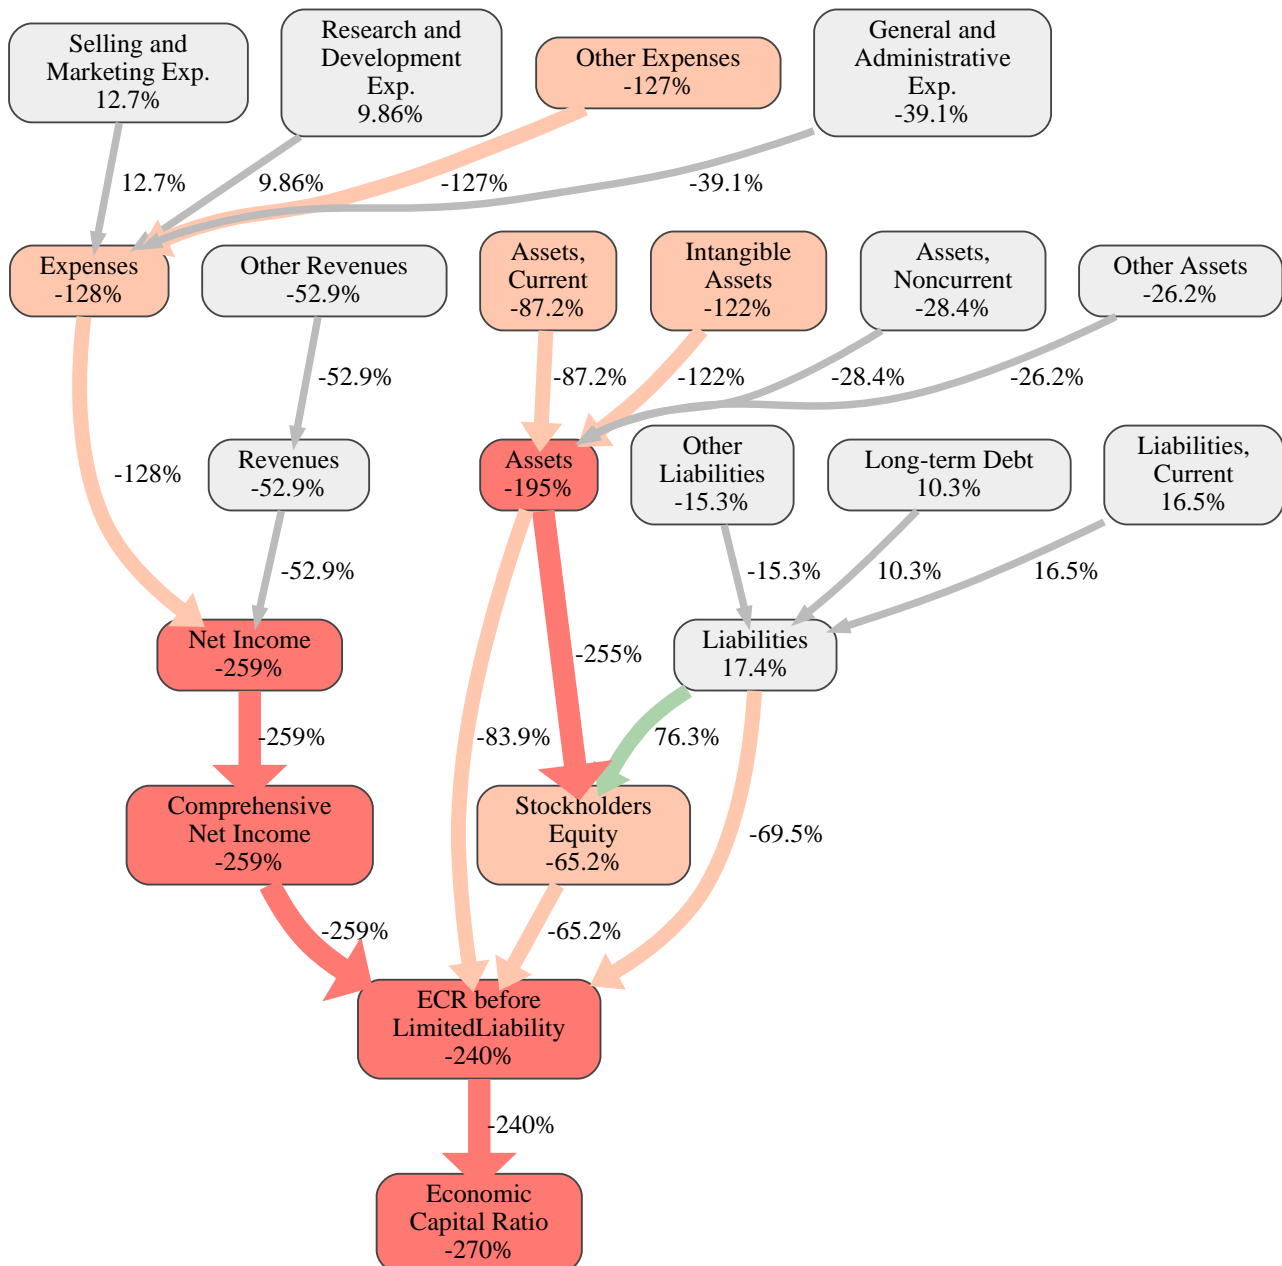 Selling and
Marketing Exp.
12.7%
Research and
Development
Exp.
9.86%
Other Expenses
-127%
General and
Administrative
Exp.
-39.1%
12.7%
9.86%
-127%
-39.1%
Expenses
-128%
Other Revenues
-52.9%
Assets,
Current
-87.2%
Intangible
Assets
-122%
Assets,
Noncurrent
-28.4%
Other Assets
-26.2%
-52.9%
-87.2%
-122%
-28.4%
-26.2%
-128%
Revenues
-52.9%
Assets
-195%
Other
Liabilities
-15.3%
Long-term Debt
10.3%
Liabilities,
Current
16.5%
-52.9%
-15.3%
10.3%
16.5%
Net Income
-259%
-255%
Liabilities
17.4%
-259%
-83.9%
76.3%
Comprehensive
Net Income
-259%
Stockholders
Equity
-65.2%
-69.5%
-259%
-65.2%
ECR before
LimitedLiability
-240%
-240%
Economic
Capital Ratio
-270%